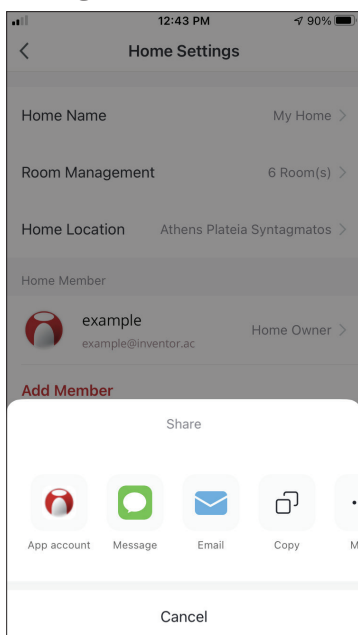 12:43 PM 90%
Home Settings
Home Name My Home
Room Management 6 Room(s)
Home Location Athens Plateia Syntagmatos
Home Member
example
example@inventor.ac
Home Owner
Add Member
Share
App account Message Email Copy
Cancel